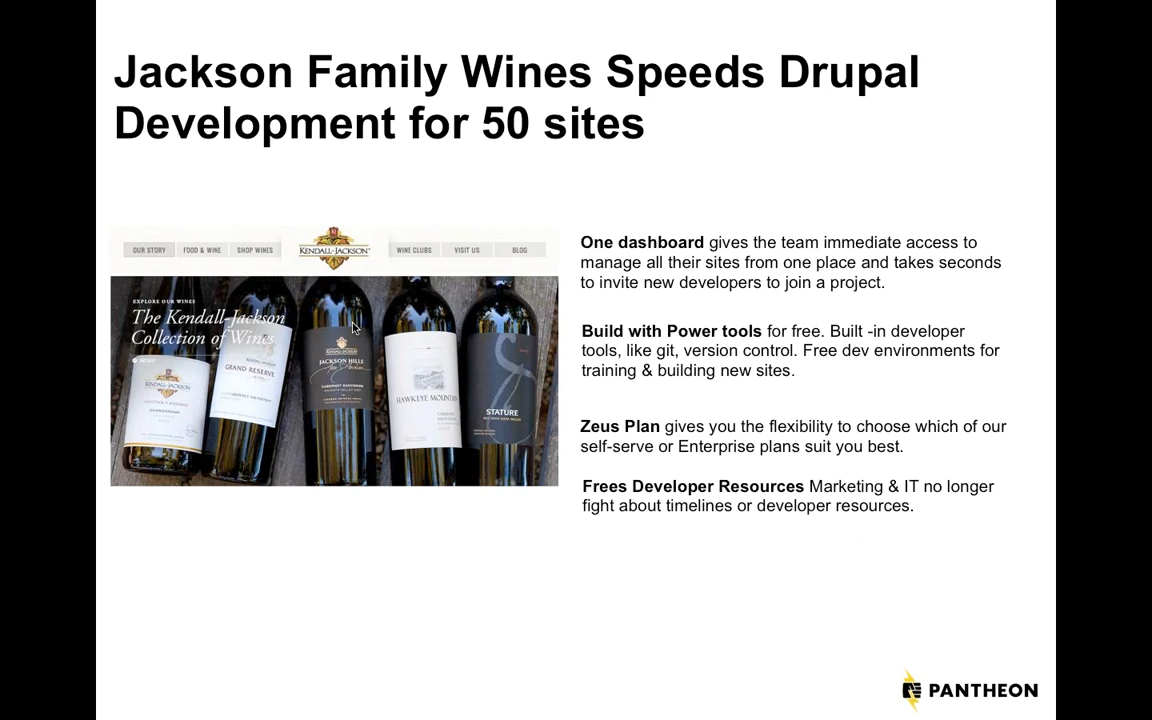 Jackson Family Wines Speeds Drupal
Development for 50 sites
OUR STORY FOOD & WINE SHOP WINES KENDALL-JACKSON WINE CLUBS VISIT US BLOG
EXPLORE OUR WINES
The Kendall-Jackson
Collection of Wines
MORE
KENDALL-JACKSON
CHARDONNAY
GRAND RESERVE
CABERNET SAUVIGNON
JACKSON HILLS
CABERNET SAUVIGNON
HAWKEYE MOUNTAIN
STATURE
One dashboard gives the team immediate access to
manage all their sites from one place and takes seconds
to invite new developers to join a project.
Build with Power tools for free. Built -in developer
tools, like git, version control. Free dev environments for
training & building new sites.
Zeus Plan gives you the flexibility to choose which of our
self-serve or Enterprise plans suit you best.
Frees Developer Resources Marketing & IT no longer
fight about timelines or developer resources.
PANTHEON